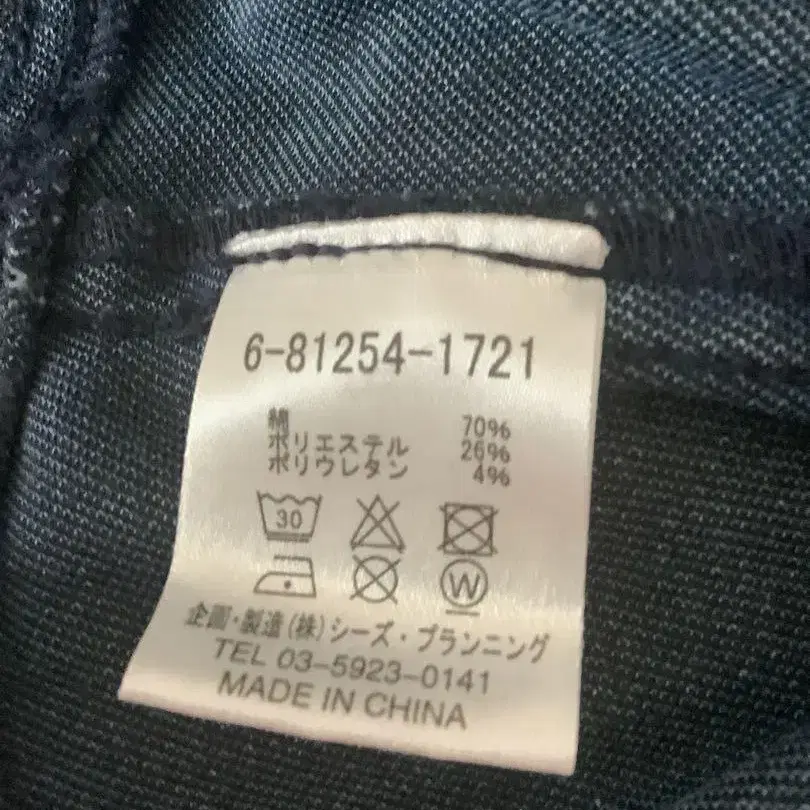 6-81254-1721
綿 70%
ポリエステル 26%
ポリウレタン 4%
30
W
企画・製造(株)シーズ・プランニング
TEL 03-5923-0141
MADE IN CHINA